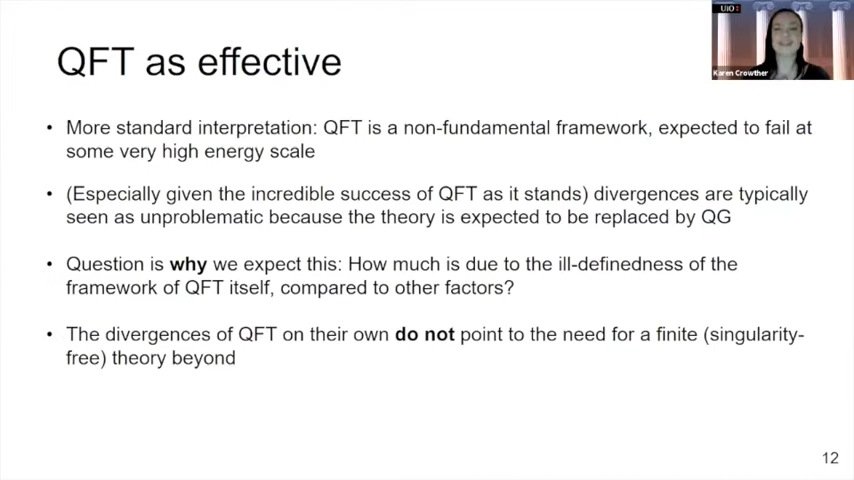 QFT as effective
UiO
Karen Crowther
• More standard interpretation: QFT is a non-fundamental framework, expected to fail at
some very high energy scale
• (Especially given the incredible success of QFT as it stands) divergences are typically
seen as unproblematic because the theory is expected to be replaced by QG
• Question is why we expect this: How much is due to the ill-definedness of the
framework of QFT itself, compared to other factors?
• The divergences of QFT on their own do not point to the need for a finite (singularity-
free) theory beyond
12